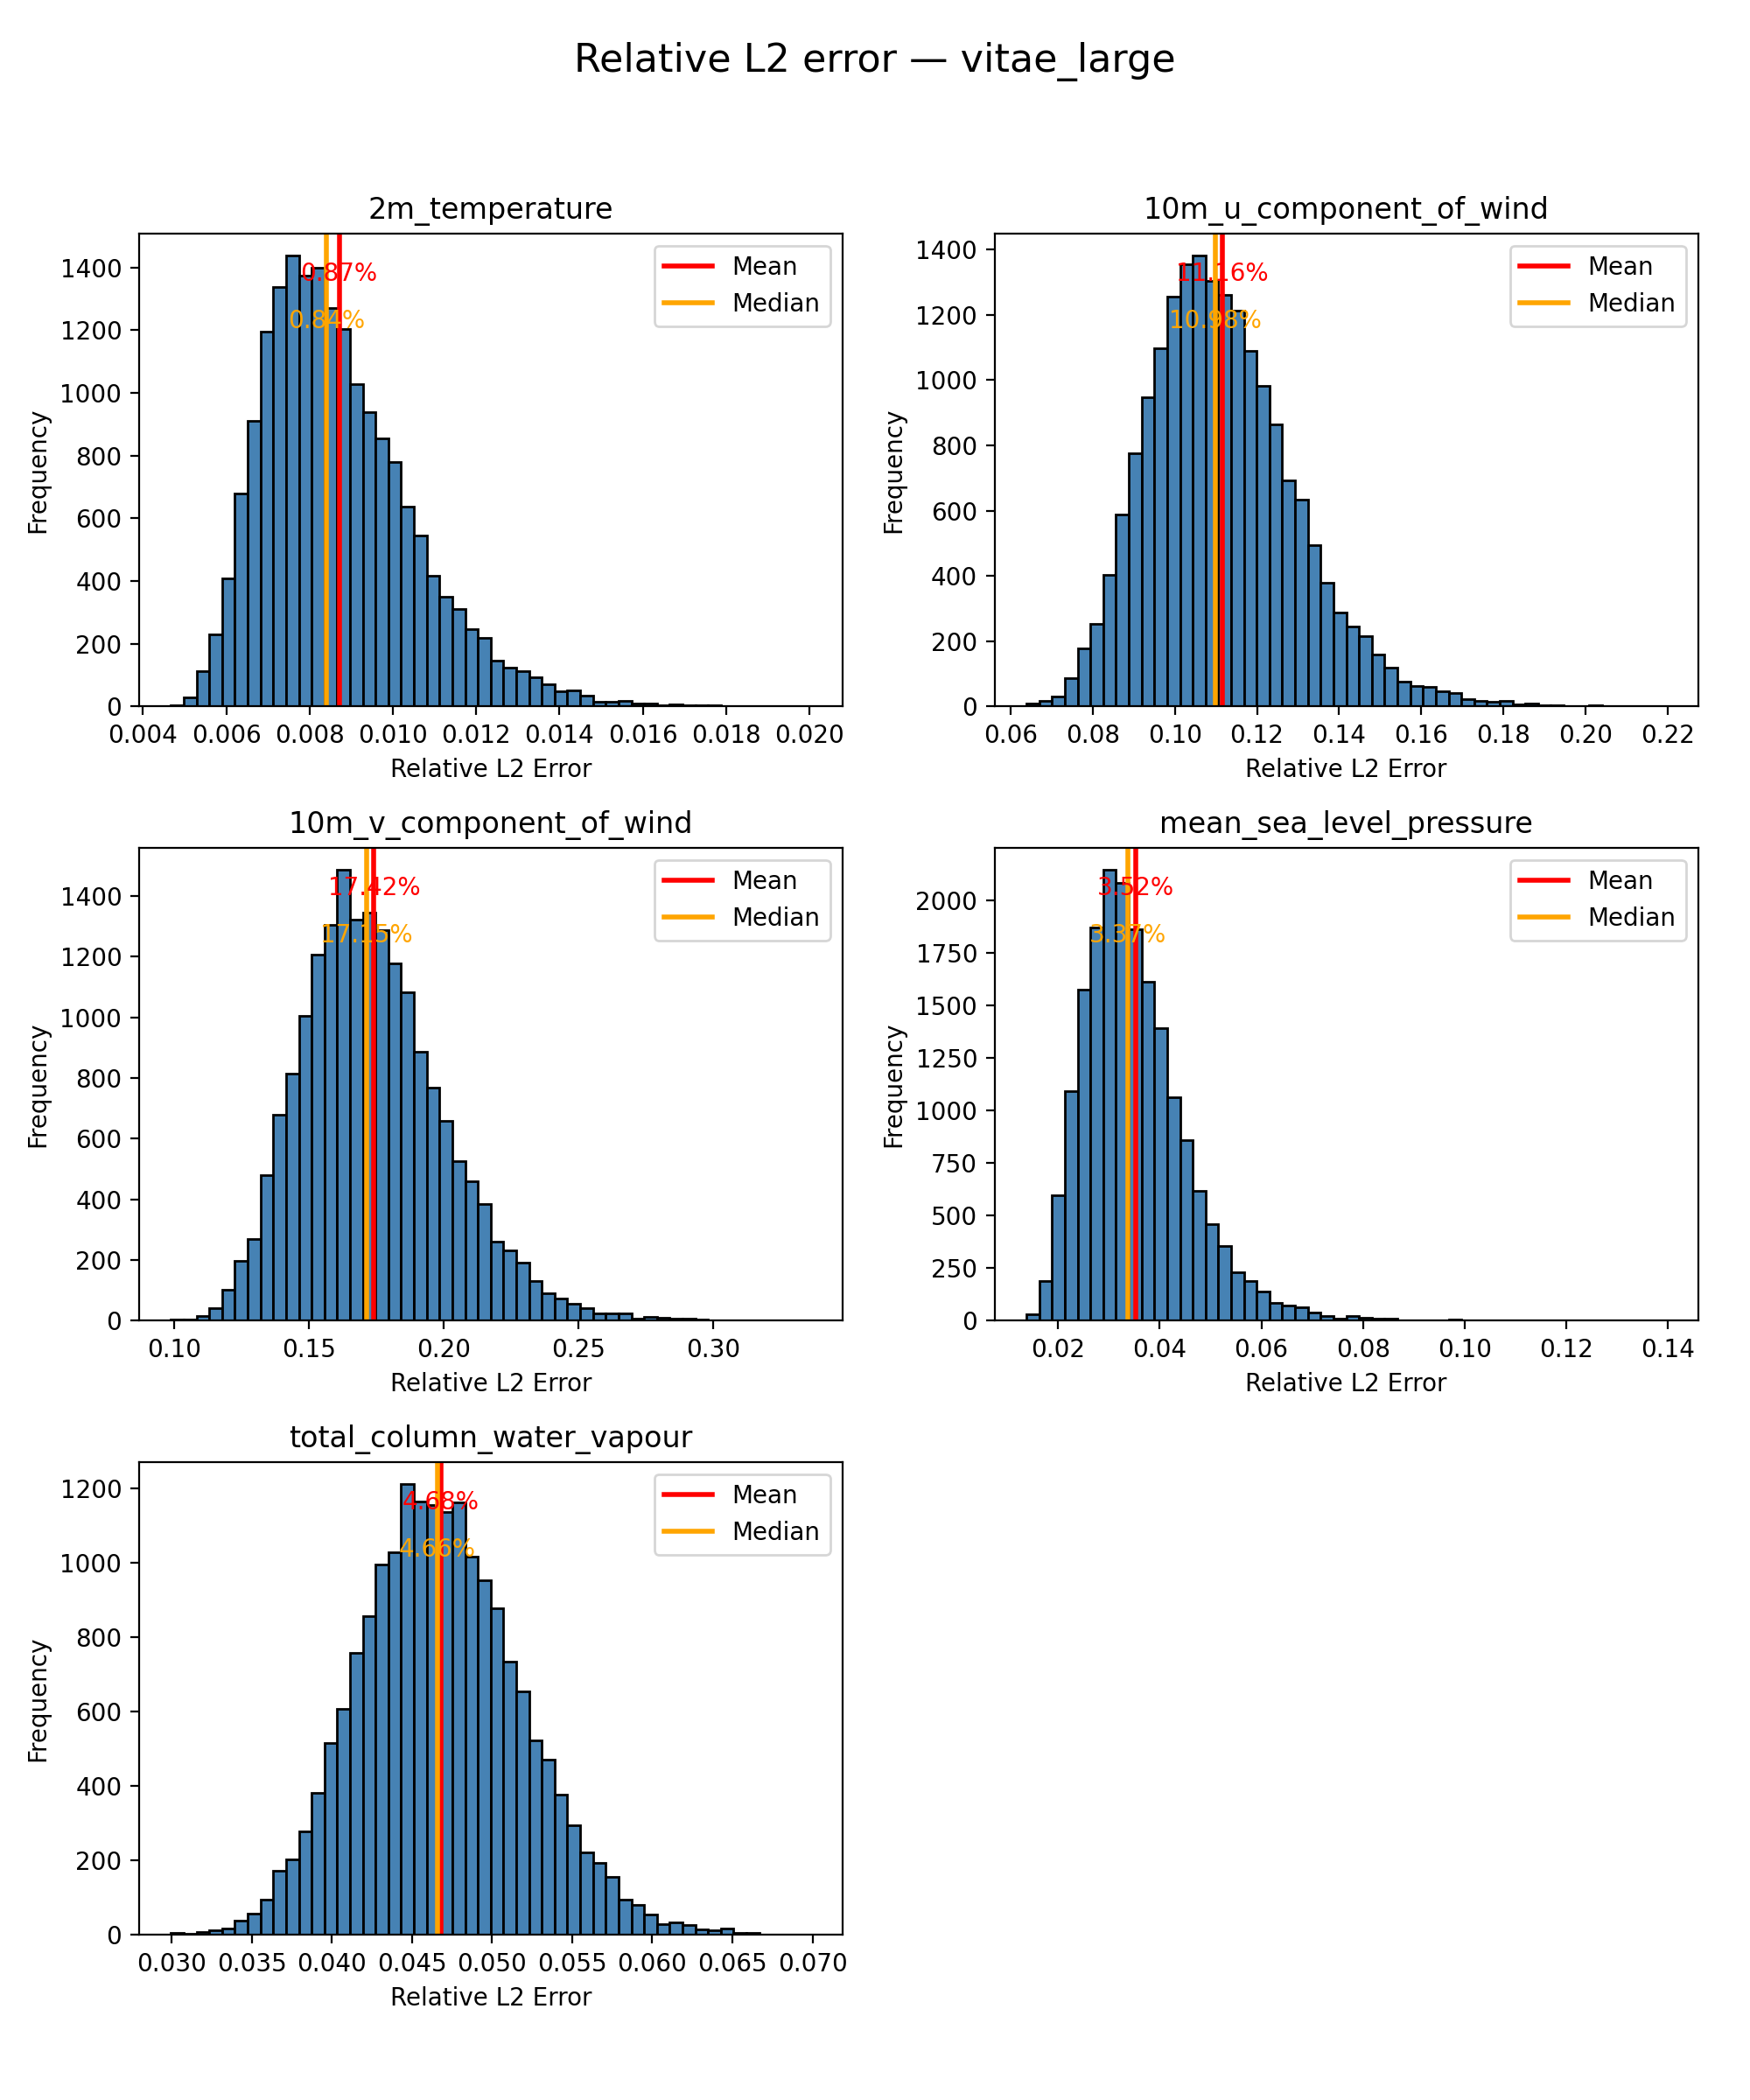 Relative L2 error — vitae_large
2m_temperature
Frequency
0
200
400
600
800
1000
1200
1400
0.87%
0.84%
Mean
Median
0.004 0.006 0.008 0.010 0.012 0.014 0.016 0.018 0.020
Relative L2 Error
10m_u_component_of_wind
Frequency
0
200
400
600
800
1000
1200
1400
11.16%
10.98%
Mean
Median
0.06 0.08 0.10 0.12 0.14 0.16 0.18 0.20 0.22
Relative L2 Error
10m_v_component_of_wind
Frequency
0
200
400
600
800
1000
1200
1400
17.42%
17.15%
Mean
Median
0.10 0.15 0.20 0.25 0.30
Relative L2 Error
mean_sea_level_pressure
Frequency
0
250
500
750
1000
1250
1500
1750
2000
3.52%
3.37%
Mean
Median
0.02 0.04 0.06 0.08 0.10 0.12 0.14
Relative L2 Error
total_column_water_vapour
Frequency
0
200
400
600
800
1000
1200
4.68%
4.66%
Mean
Median
0.030 0.035 0.040 0.045 0.050 0.055 0.060 0.065 0.070
Relative L2 Error